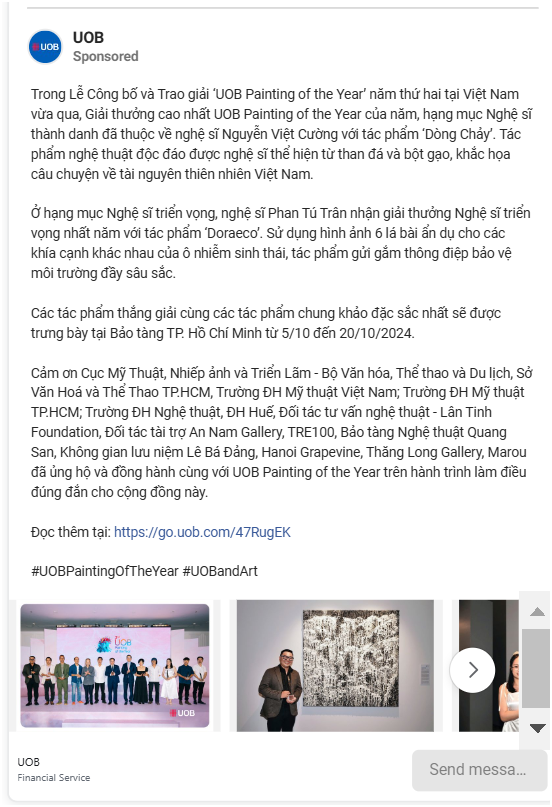 UOB
UOB
Sponsored
Trong Lễ Công bố và Trao giải ‘UOB Painting of the Year’ năm thứ hai tại Việt Nam
vừa qua, Giải thưởng cao nhất UOB Painting of the Year của năm, hạng mục Nghệ sĩ
thành danh đã thuộc về nghệ sĩ Nguyễn Việt Cường với tác phẩm ‘Dòng Chảy’. Tác
phẩm nghệ thuật độc đáo được nghệ sĩ thể hiện từ than đá và bột gạo, khắc họa
câu chuyện về tài nguyên thiên nhiên Việt Nam.
Ở hạng mục Nghệ sĩ triển vọng, nghệ sĩ Phan Tú Trân nhận giải thưởng Nghệ sĩ triển
vọng nhất năm với tác phẩm ‘Doraeco’. Sử dụng hình ảnh 6 lá bài ẩn dụ cho các
khía cạnh khác nhau của ô nhiễm sinh thái, tác phẩm gửi gắm thông điệp bảo vệ
môi trường đầy sâu sắc.
Các tác phẩm thắng giải cùng các tác phẩm chung khảo đặc sắc nhất sẽ được
trưng bày tại Bảo tàng TP. Hồ Chí Minh từ 5/10 đến 20/10/2024.
Cảm ơn Cục Mỹ Thuật, Nhiếp ảnh và Triển Lãm - Bộ Văn hóa, Thể thao và Du lịch, Sở
Văn Hoá và Thể Thao TP.HCM, Trường ĐH Mỹ thuật Việt Nam; Trường ĐH Mỹ thuật
TP.HCM; Trường ĐH Nghệ thuật, ĐH Huế, Đối tác tư vấn nghệ thuật - Lân Tinh
Foundation, Đối tác tài trợ An Nam Gallery, TRE100, Bảo tàng Nghệ thuật Quang
San, Không gian lưu niệm Lê Bá Đảng, Hanoi Grapevine, Thăng Long Gallery, Marou
đã ủng hộ và đồng hành cùng với UOB Painting of the Year trên hành trình làm điều
đúng đắn cho cộng đồng này.
Đọc thêm tại: https://go.uob.com/47RugEK
#UOBPaintingOfTheYear #UOBandArt
UOB
UOB
UOB
Financial Service
Send messa...